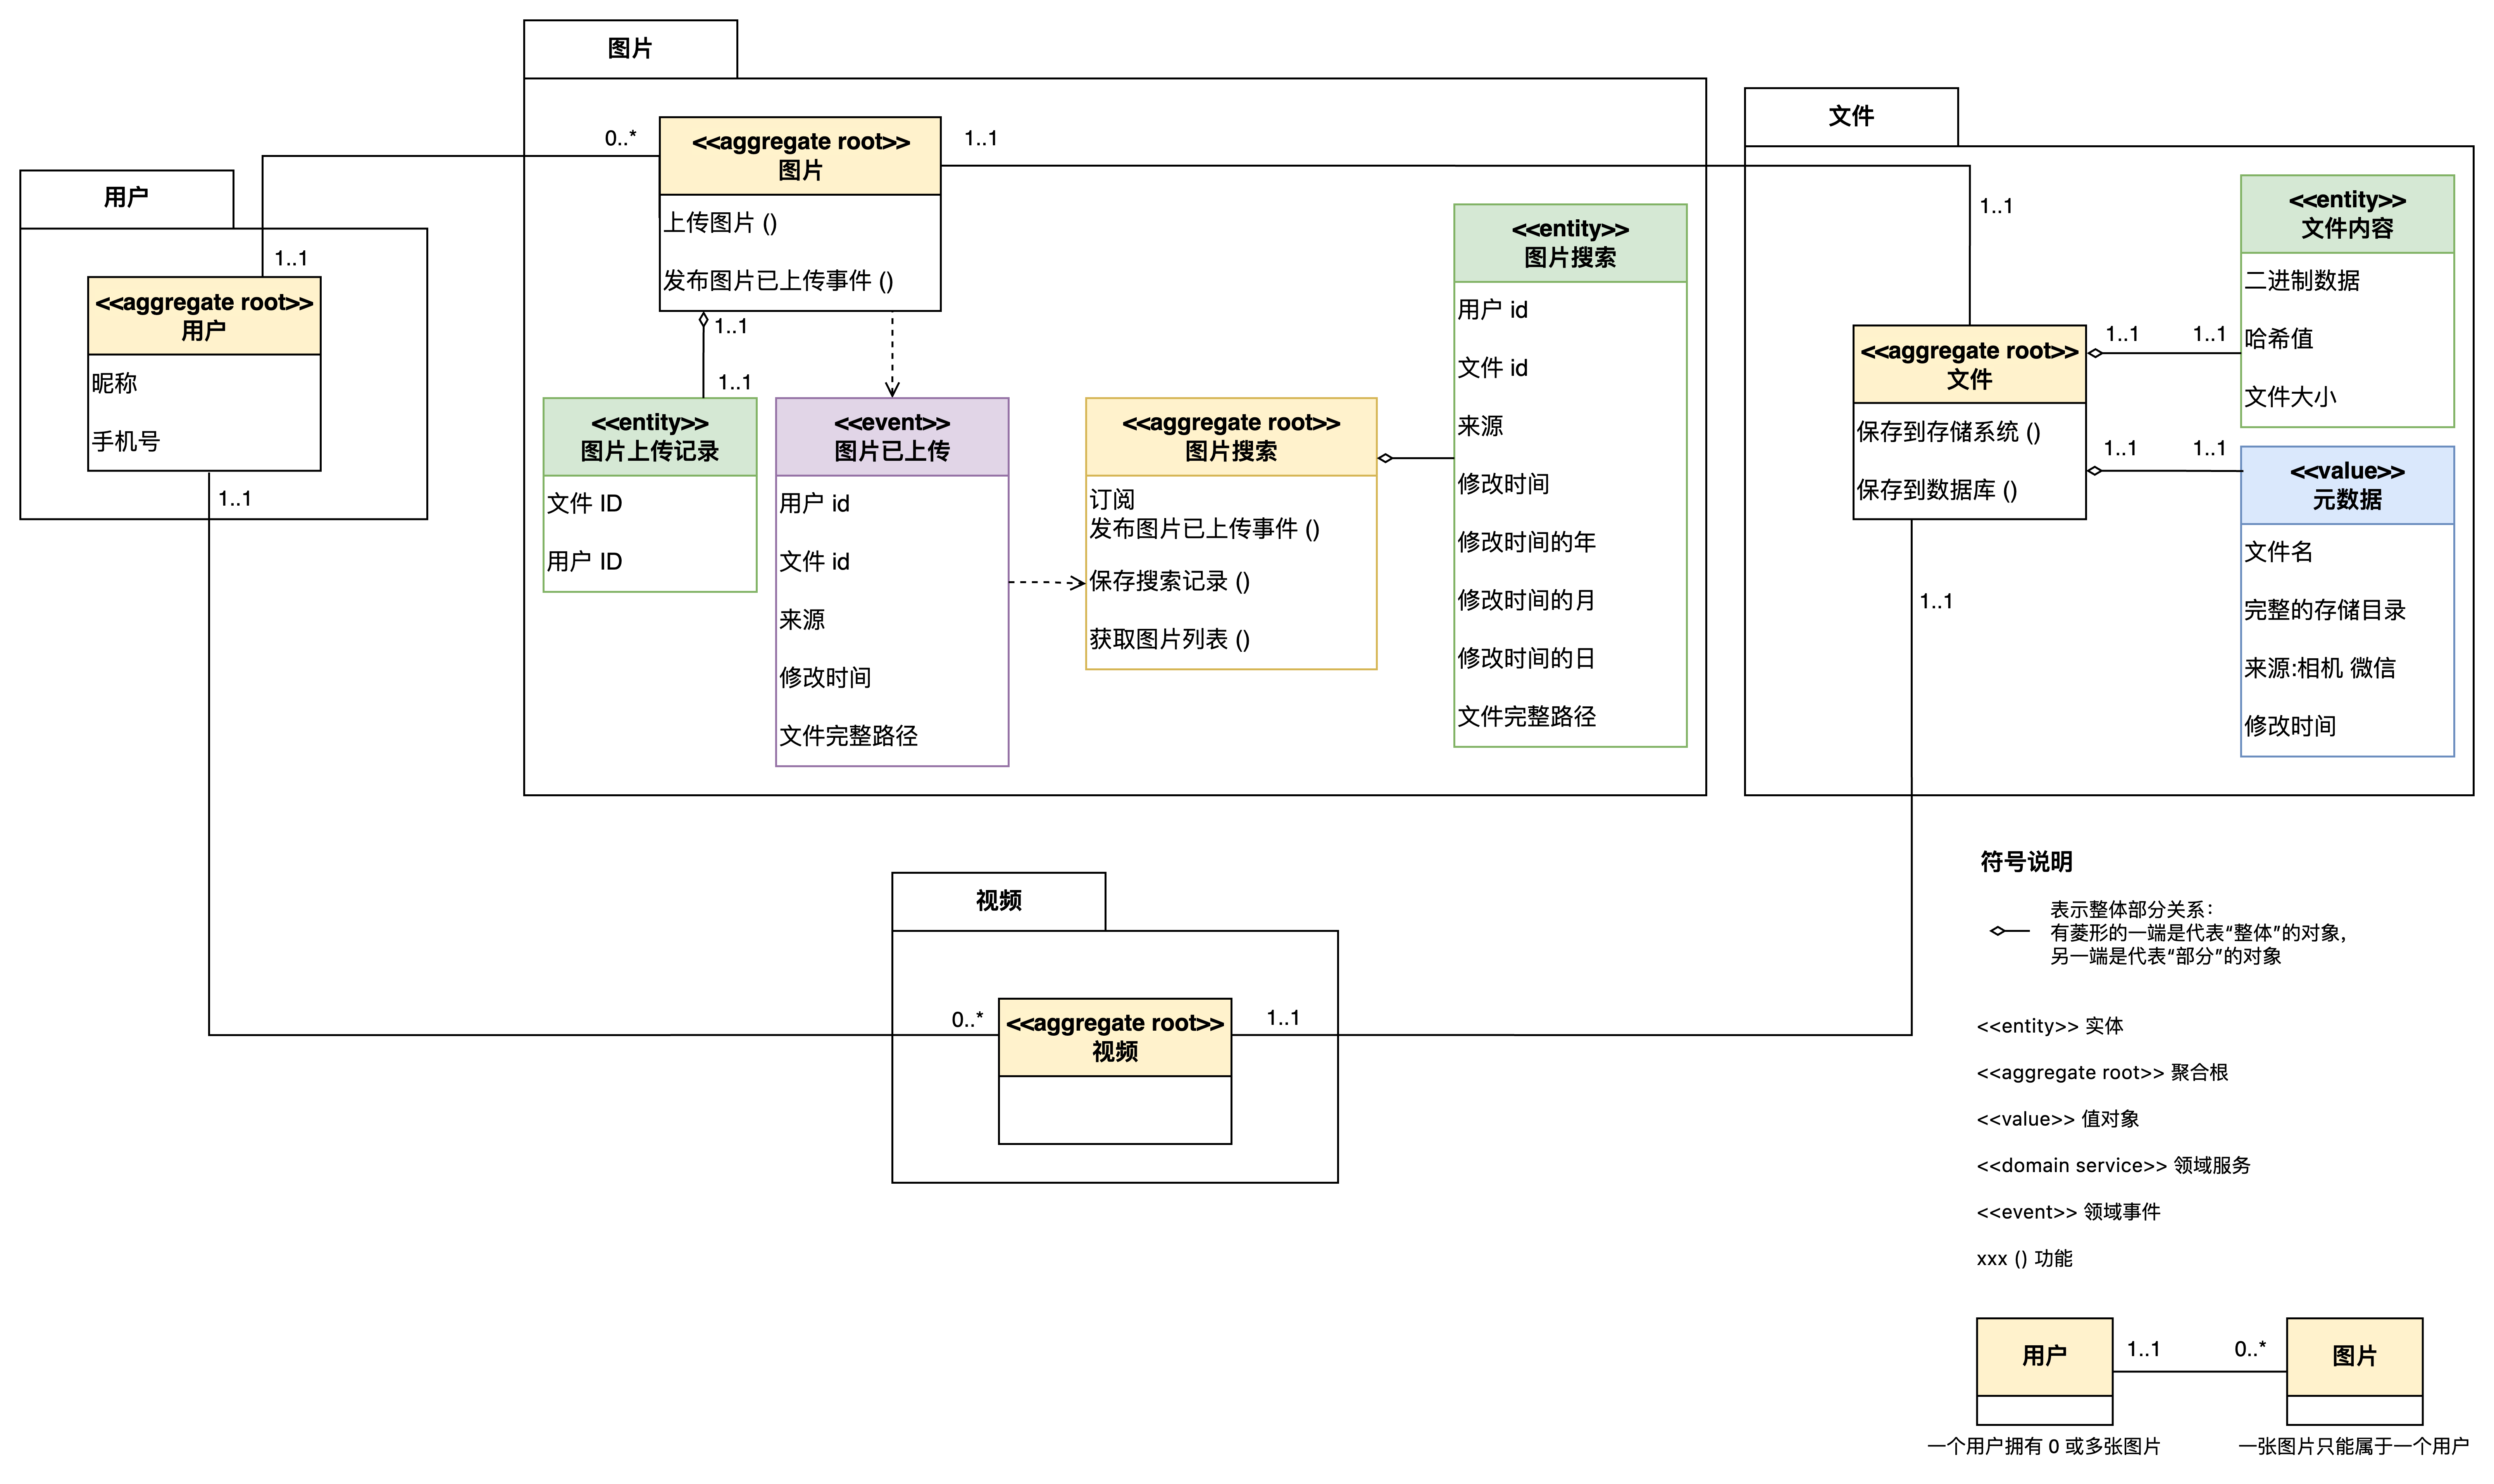 图片
0..*
<<aggregate root>>
图片
1..1
上传图片 ()
发布图片已上传事件 ()
1..1
1..1
<<entity>>
图片上传记录
文件 ID
用户 ID
<<event>>
图片已上传
用户 id
文件 id
来源
修改时间
文件完整路径
<<aggregate root>>
图片搜索
订阅
发布图片已上传事件 ()
保存搜索记录 ()
获取图片列表 ()
<<entity>>
图片搜索
用户 id
文件 id
来源
修改时间
修改时间的年
修改时间的月
修改时间的日
文件完整路径
用户
1..1
<<aggregate root>>
用户
昵称
手机号
1..1
文件
1..1
<<aggregate root>>
文件
保存到存储系统 ()
保存到数据库 ()
1..1
1..1
1..1
1..1
1..1
<<entity>>
文件内容
二进制数据
哈希值
文件大小
<<value>>
元数据
文件名
完整的存储目录
来源:相机 微信
修改时间
视频
0..*
<<aggregate root>>
视频
1..1
符号说明
表示整体部分关系：
有菱形的一端是代表“整体”的对象,
另一端是代表“部分”的对象
<<entity>> 实体
<<aggregate root>> 聚合根
<<value>> 值对象
<<domain service>> 领域服务
<<event>> 领域事件
xxx () 功能
用户
1..1
0..*
图片
一个用户拥有 0 或多张图片
一张图片只能属于一个用户